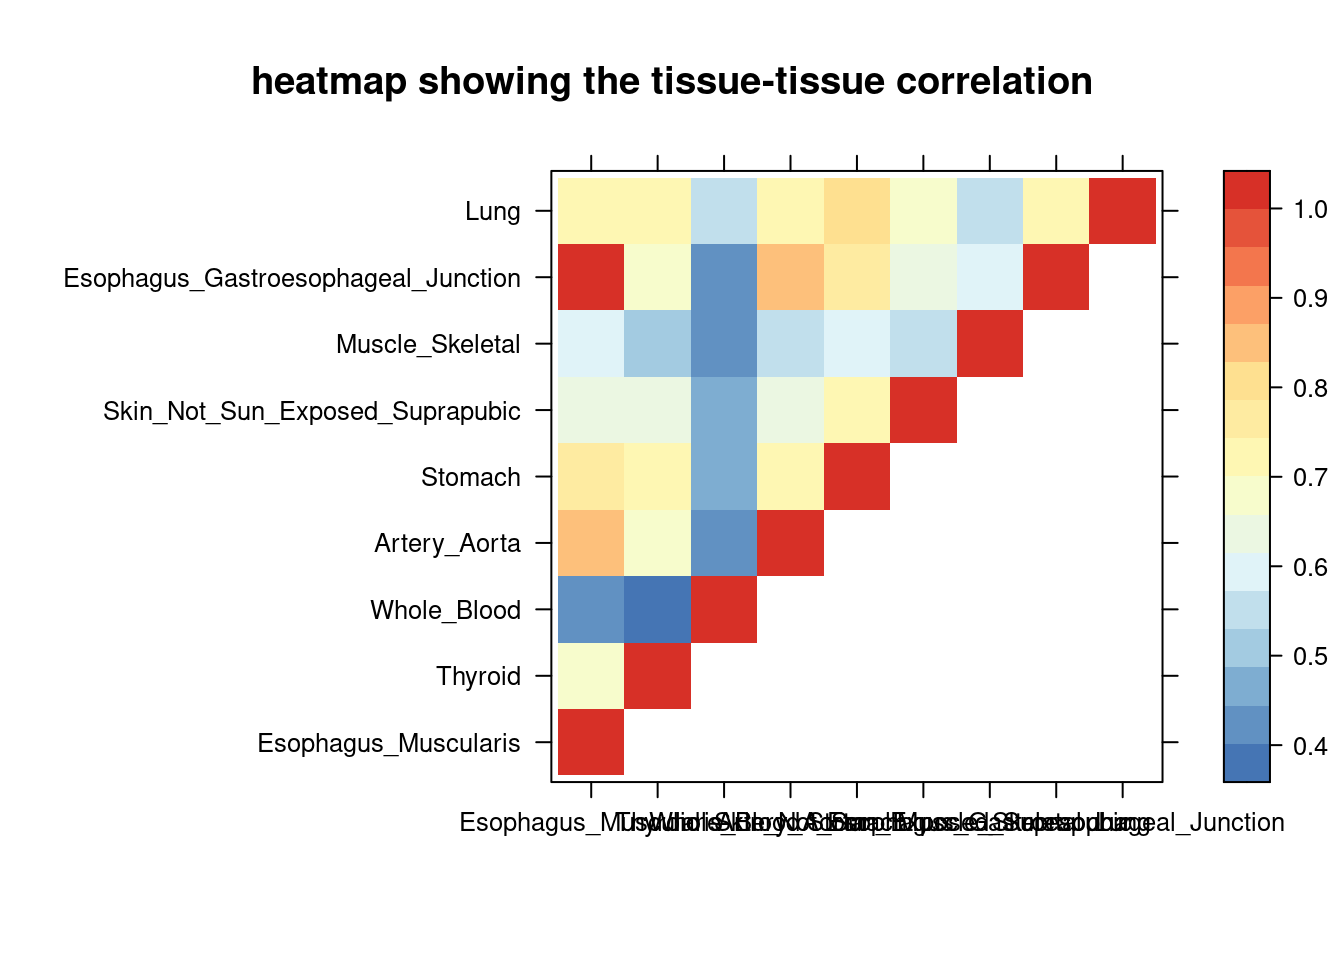 heatmap showing the tissue-tissue correlation
Lung
Esophagus_Gastroesophageal_Junction
Muscle_Skeletal
Skin_Not_Sun_Exposed_Suprapubic
Stomach
Artery_Aorta
Whole_Blood
Thyroid
Esophagus_Muscularis
1.0
0.9
0.8
0.7
0.6
0.5
0.4